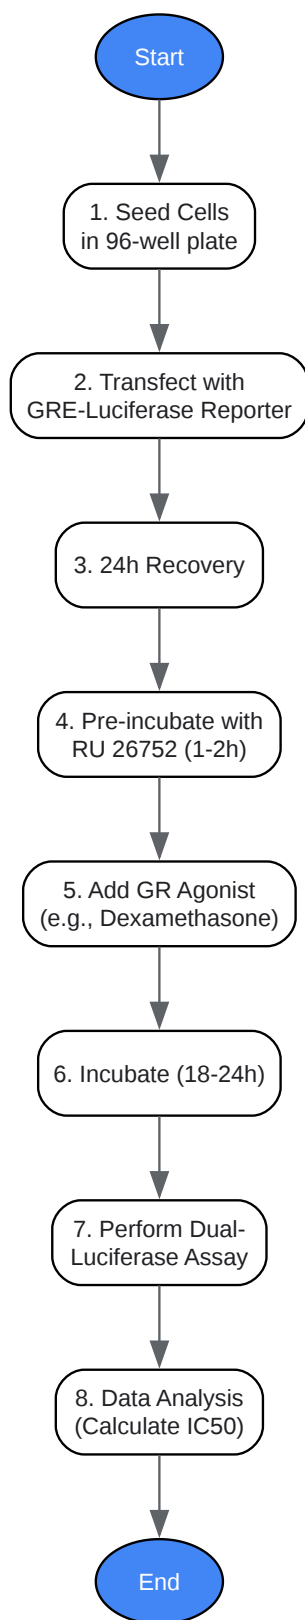 Start
1. Seed Cells
in 96-well plate
2. Transfect with
GRE-Luciferase Reporter
3. 24h Recovery
4. Pre-incubate with
RU 26752 (1-2h)
5. Add GR Agonist
(e.g., Dexamethasone)
6. Incubate (18-24h)
7. Perform Dual-
Luciferase Assay
8. Data Analysis
(Calculate IC50)
End